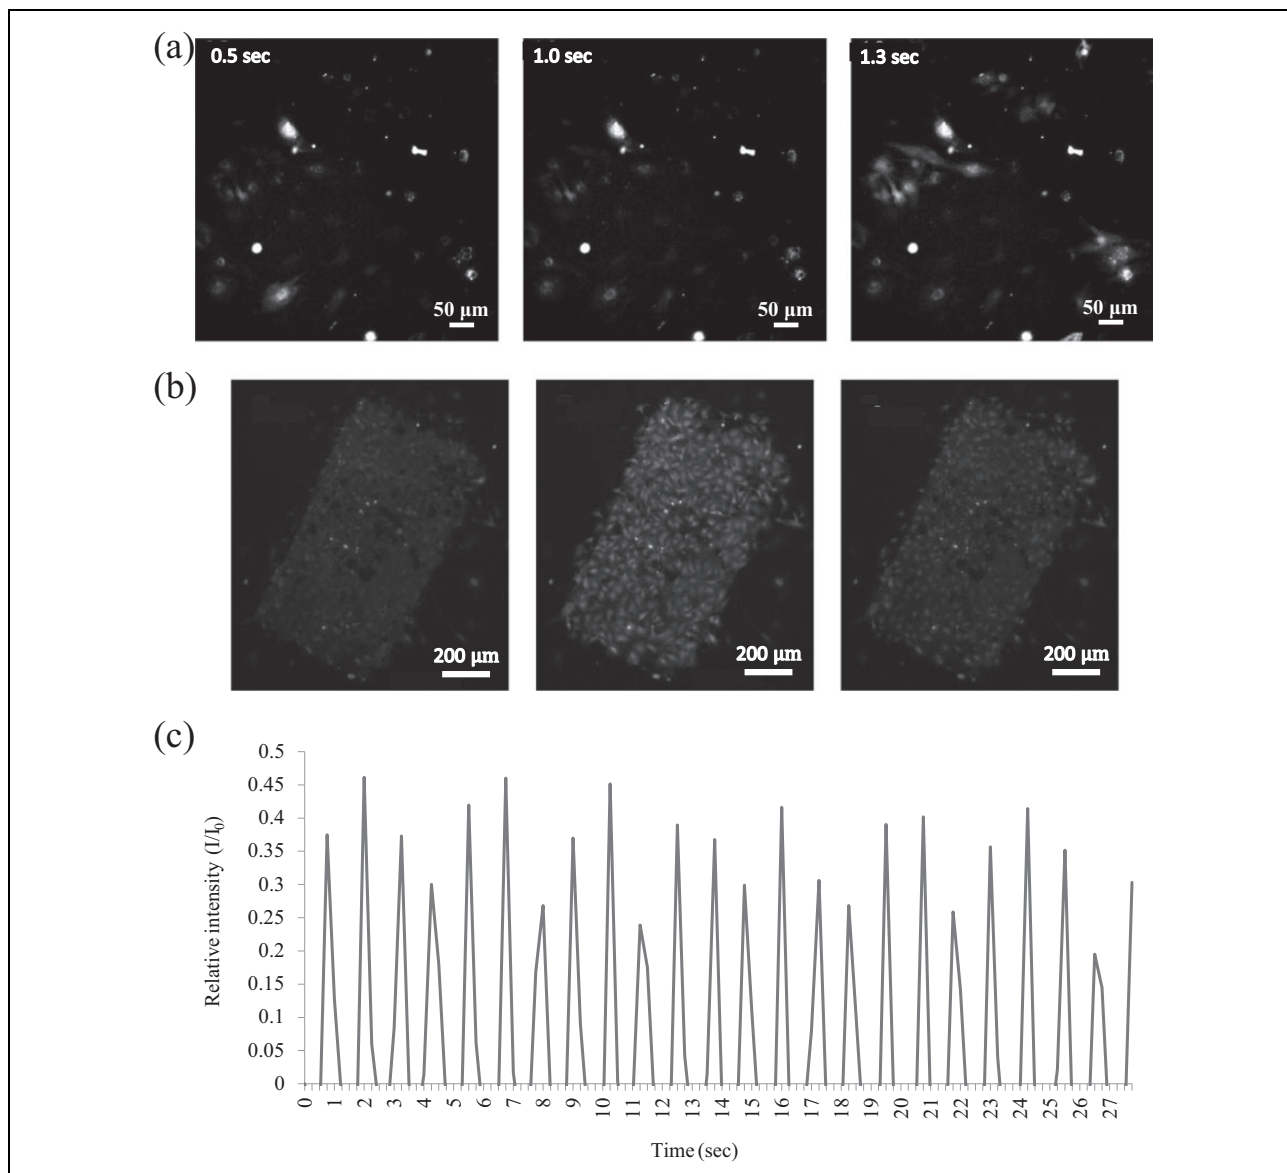 (a)
0.5 sec
1.0 sec
1.3 sec
50 µm
50 µm
50 µm
(b)
200 µm
200 µm
200 µm
(c)
Relative intensity (I/I₀)
0.5
0.45
0.4
0.35
0.3
0.25
0.2
0.15
0.1
0.05
0
0 1 2 3 4 5 6 7 8 9 10 11 12 13 14 15 16 17 18 19 20 21 22 23 24 25 26 27
Time (sec)